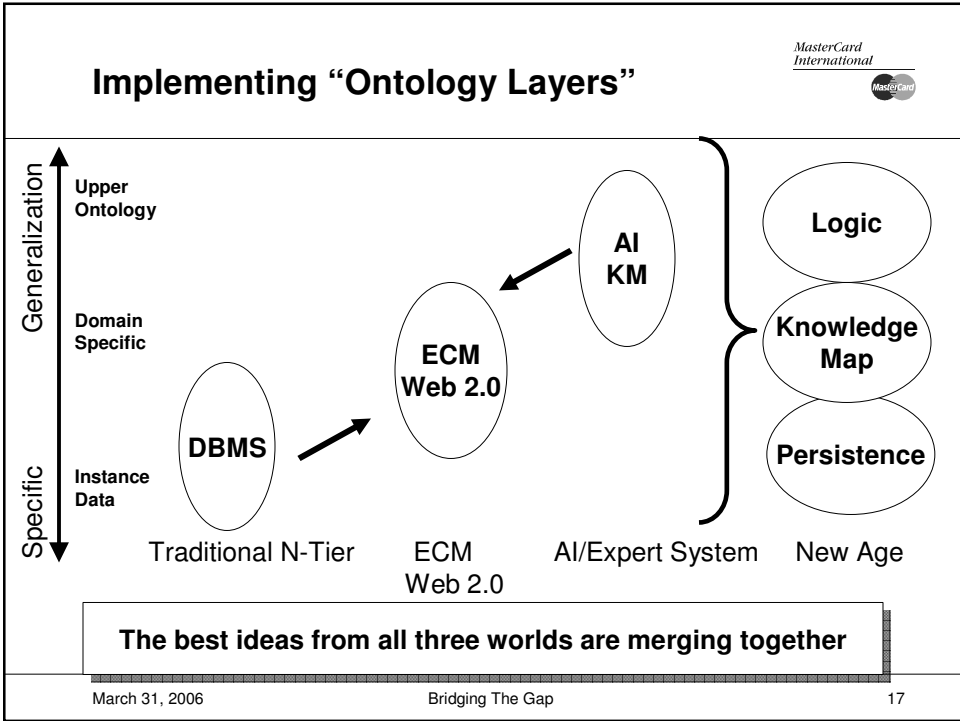 MasterCard
International
MasterCard
Implementing “Ontology Layers”
Generalization
Specific
Upper
Ontology
Domain
Specific
Instance
Data
DBMS
ECM
Web 2.0
AI
KM
Logic
Knowledge
Map
Persistence
Traditional N-Tier
ECM
Web 2.0
AI/Expert System
New Age
The best ideas from all three worlds are merging together
March 31, 2006
Bridging The Gap
17